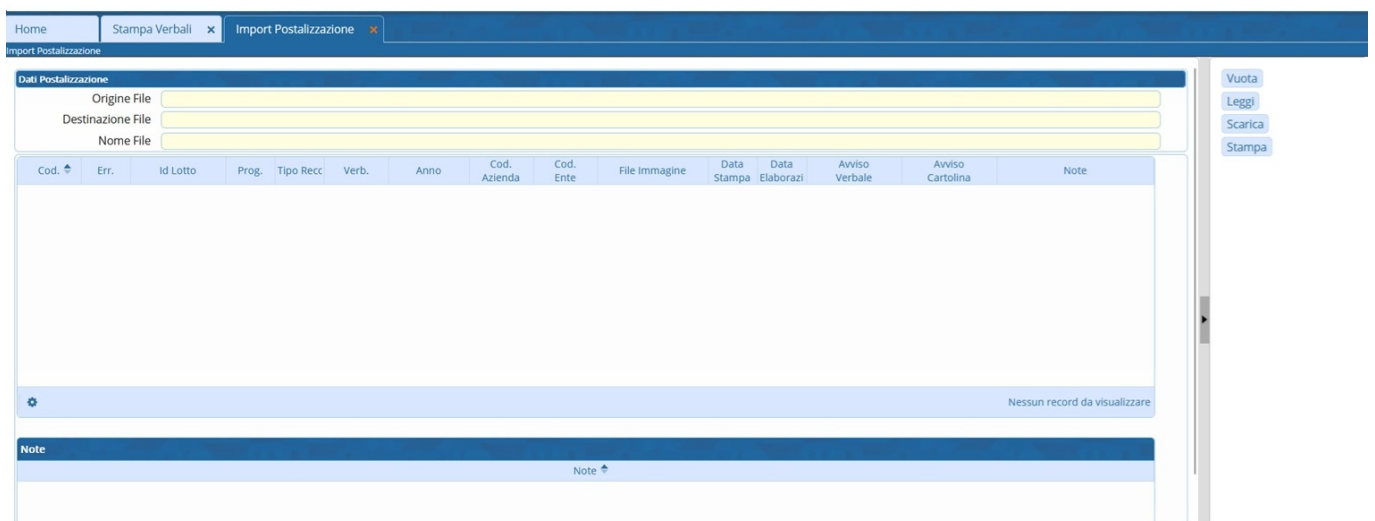 Home Stampa Verbali x Import Postalizzazione x
Import Postalizzazione
Dati Postalizzazione
Origine File
Destinazione File
Nome File
Cod. Err. Id Lotto Prog. Tipo Recc Verb. Anno Cod. Azienda Cod. Ente File Immagine Data Stampa Data Elaborazi Avviso Verbale Avviso Cartolina Note
Nessun record da visualizzare
Note
Note
Vuota
Leggi
Scarica
Stampa